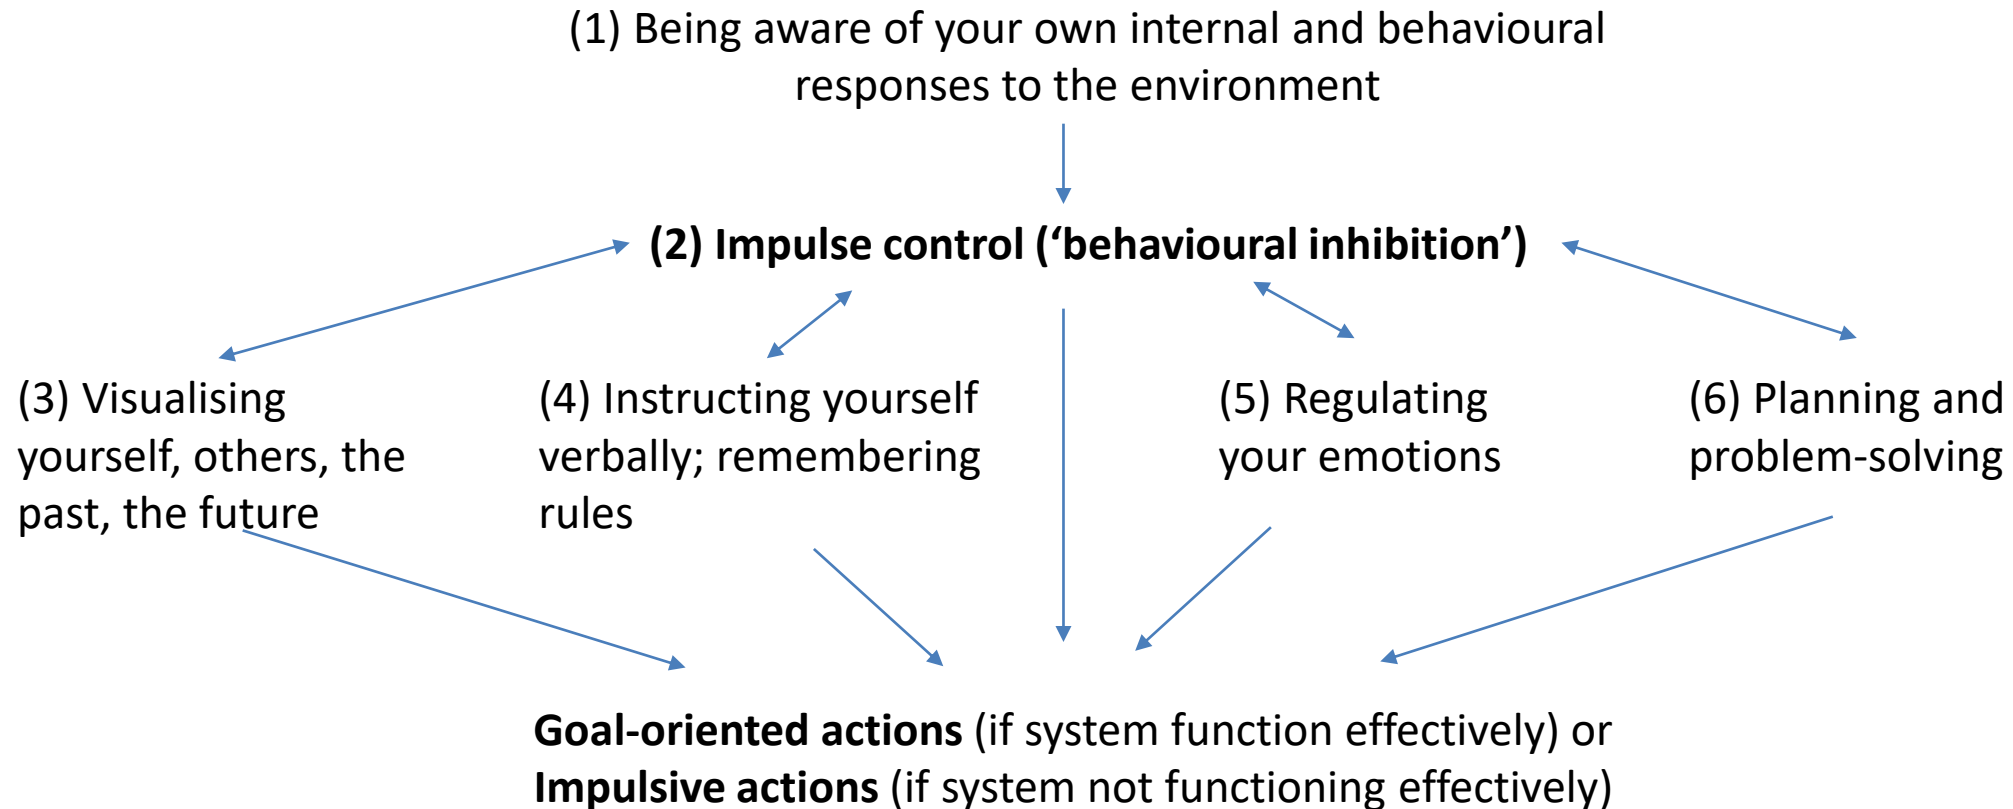 (1) Being aware of your own internal and behavioural
responses to the environment
(2) Impulse control (‘behavioural inhibition’)
(3) Visualising
yourself, others, the
past, the future
(4) Instructing yourself
verbally; remembering
rules
(5) Regulating
your emotions
(6) Planning and
problem-solving
Goal-oriented actions (if system function effectively) or
Impulsive actions (if system not functioning effectively)